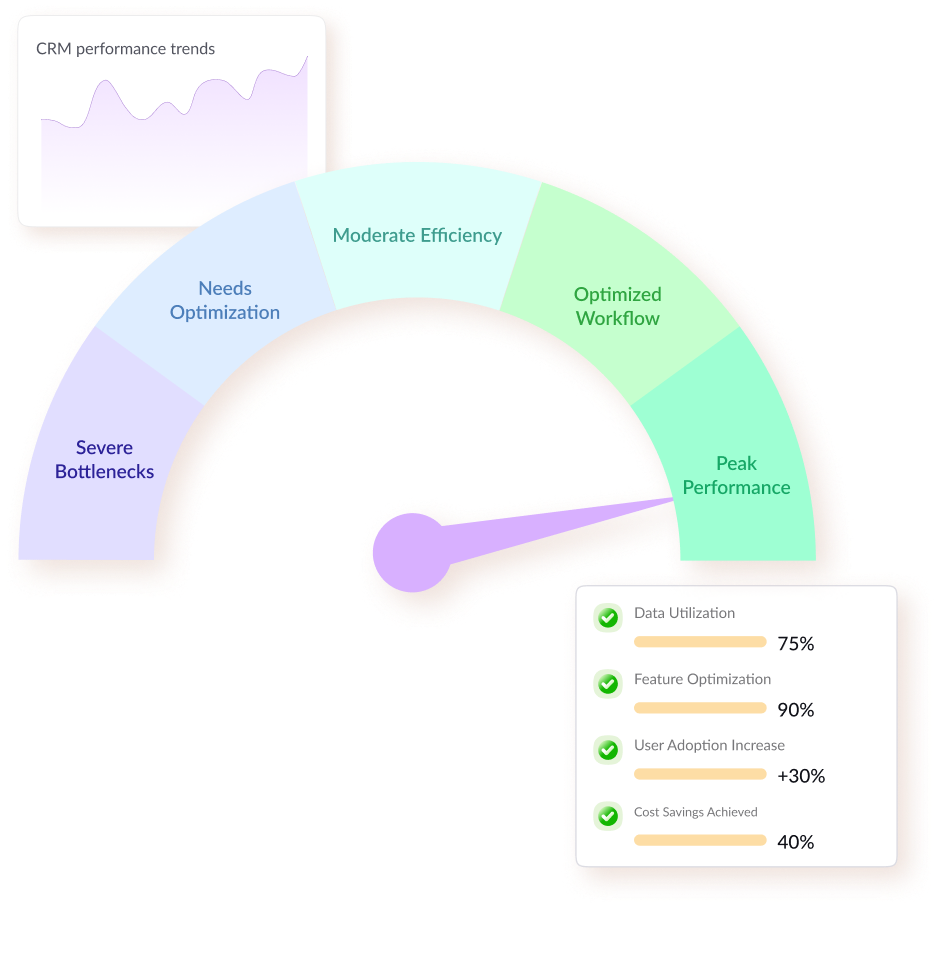 CRM performance trends
Moderate Efficiency
Needs
Optimization
Optimized
Workflow
Severe
Bottlenecks
Peak
Performance
Data Utilization
75%
Feature Optimization
90%
User Adoption Increase
+30%
Cost Savings Achieved
40%